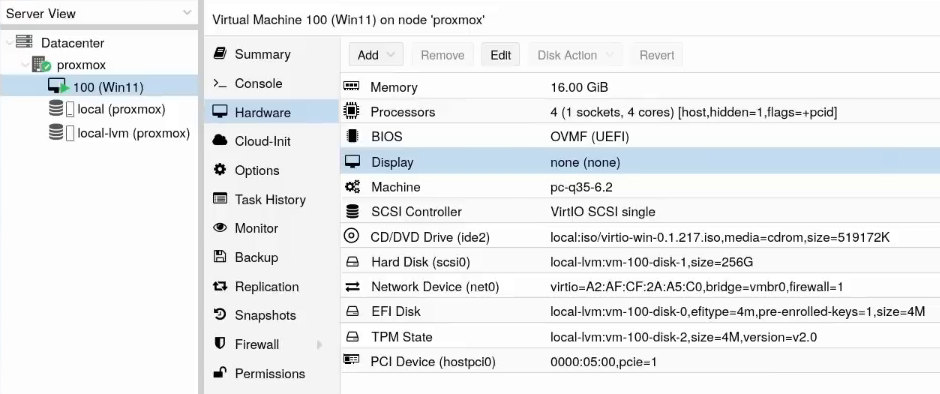 Server View
Virtual Machine 100 (Win11) on node 'proxmox'
Datacenter
proxmox
100 (Win11)
local (proxmox)
local-lvm (proxmox)
Summary
Console
Hardware
Cloud-Init
Options
Task History
Monitor
Backup
Replication
Snapshots
Firewall
Permissions
Add Remove Edit Disk Action Revert
Memory 16.00 GiB
Processors 4 (1 sockets, 4 cores) [host,hidden=1,flags=+pcid]
BIOS OVMF (UEFI)
Display none (none)
Machine pc-q35-6.2
SCSI Controller VirtIO SCSI single
CD/DVD Drive (ide2) local:iso/virtio-win-0.1.217.iso,media=cdrom,size=519172K
Hard Disk (scsi0) local-lvm:vm-100-disk-1,size=256G
Network Device (net0) virtio=A2:AF:CF:2A:A5:C0,bridge=vmbr0,firewall=1
EFI Disk local-lvm:vm-100-disk-0,efitype=4m,pre-enrolled-keys=1,size=4M
TPM State local-lvm:vm-100-disk-2,size=4M,version=v2.0
PCI Device (hostpci0) 0000:05:00,pcie=1